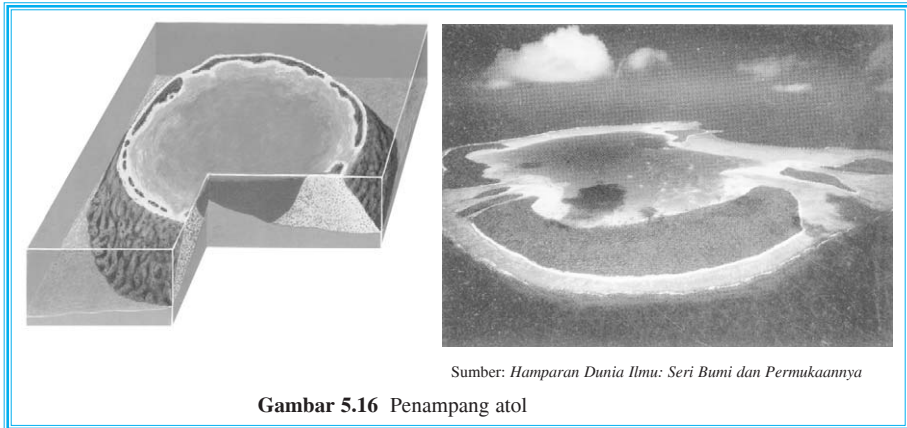 Sumber: Hamparan Dunia Ilmu: Seri Bumi dan Permukaannya
Gambar 5.16 Penampang atol